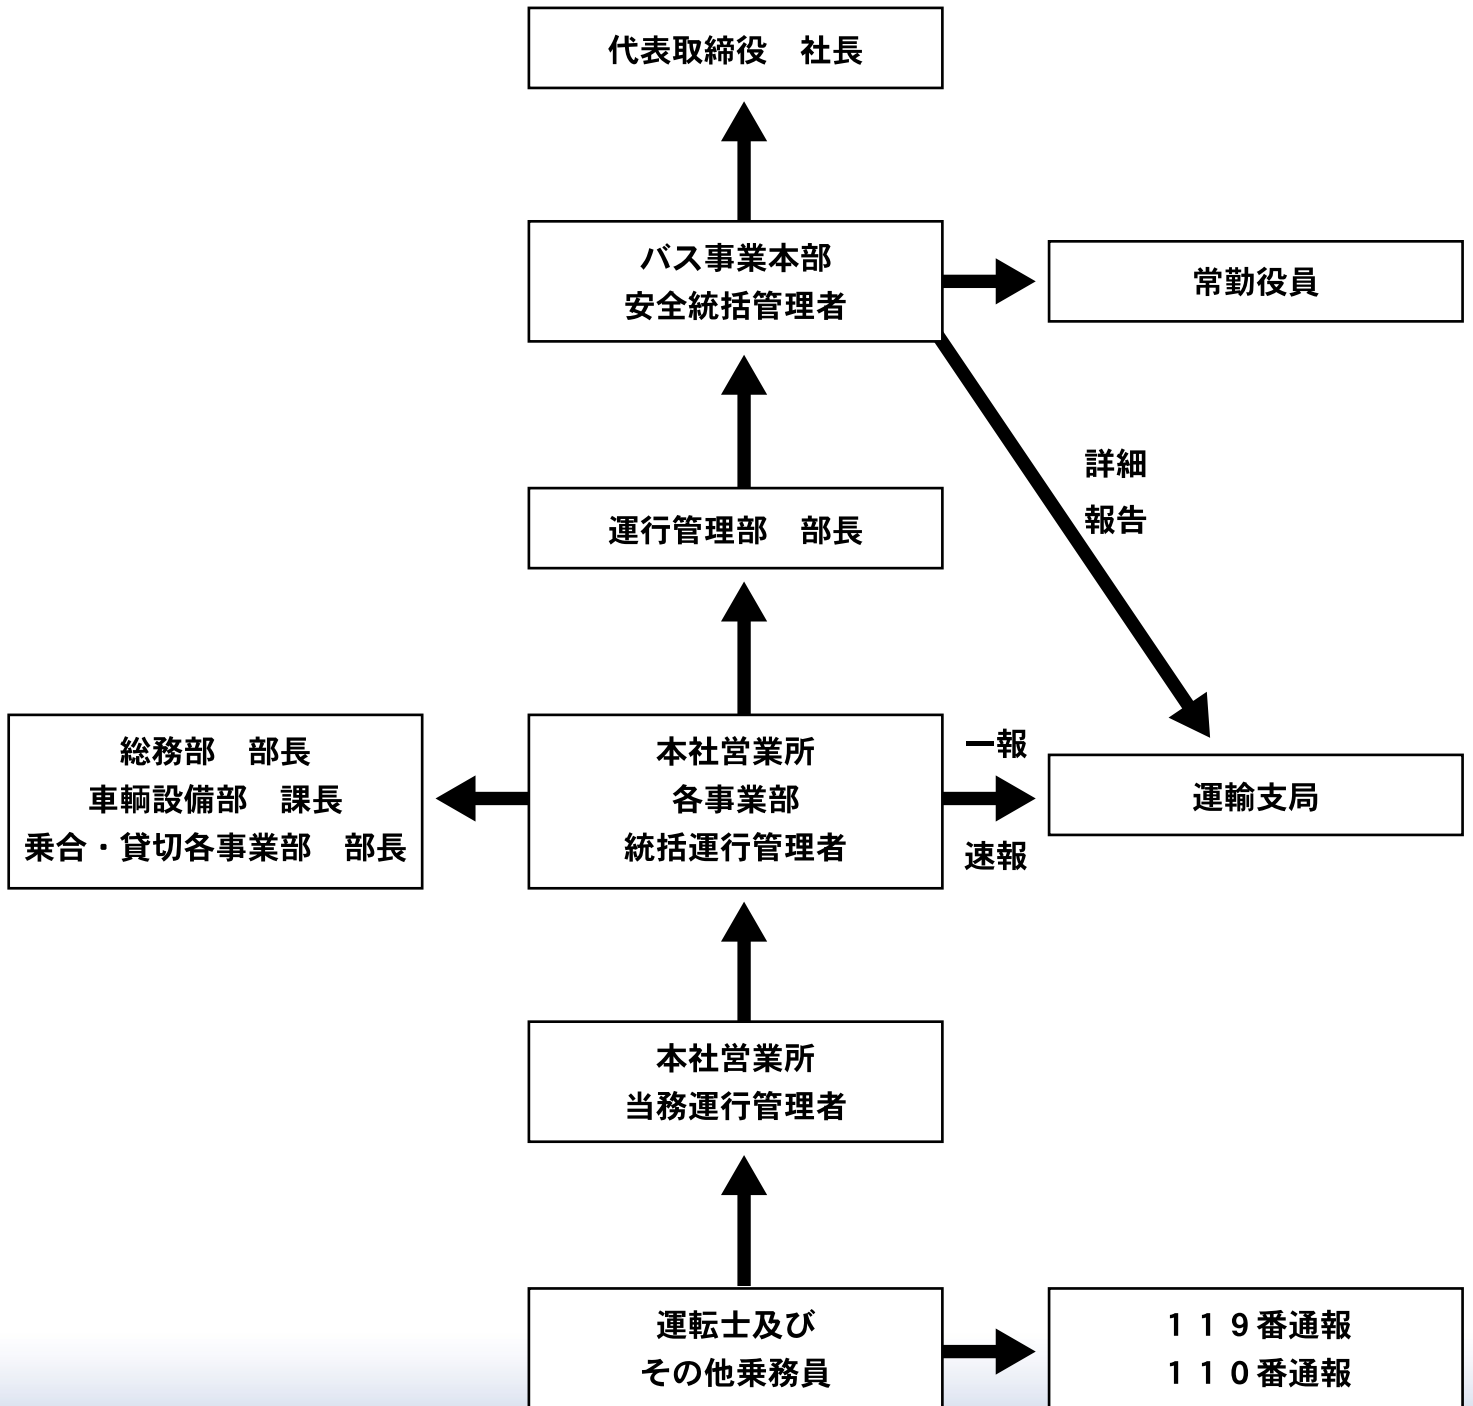 代表取締役　社長
バス事業本部
安全統括管理者
常勤役員
詳細
報告
運行管理部　部長
総務部　部長
車輌設備部　課長
乗合・貸切各事業部　部長
本社営業所
各事業部
統括運行管理者
一報
速報
運輸支局
本社営業所
当務運行管理者
運転士及び
その他乗務員
１１９番通報
１１０番通報